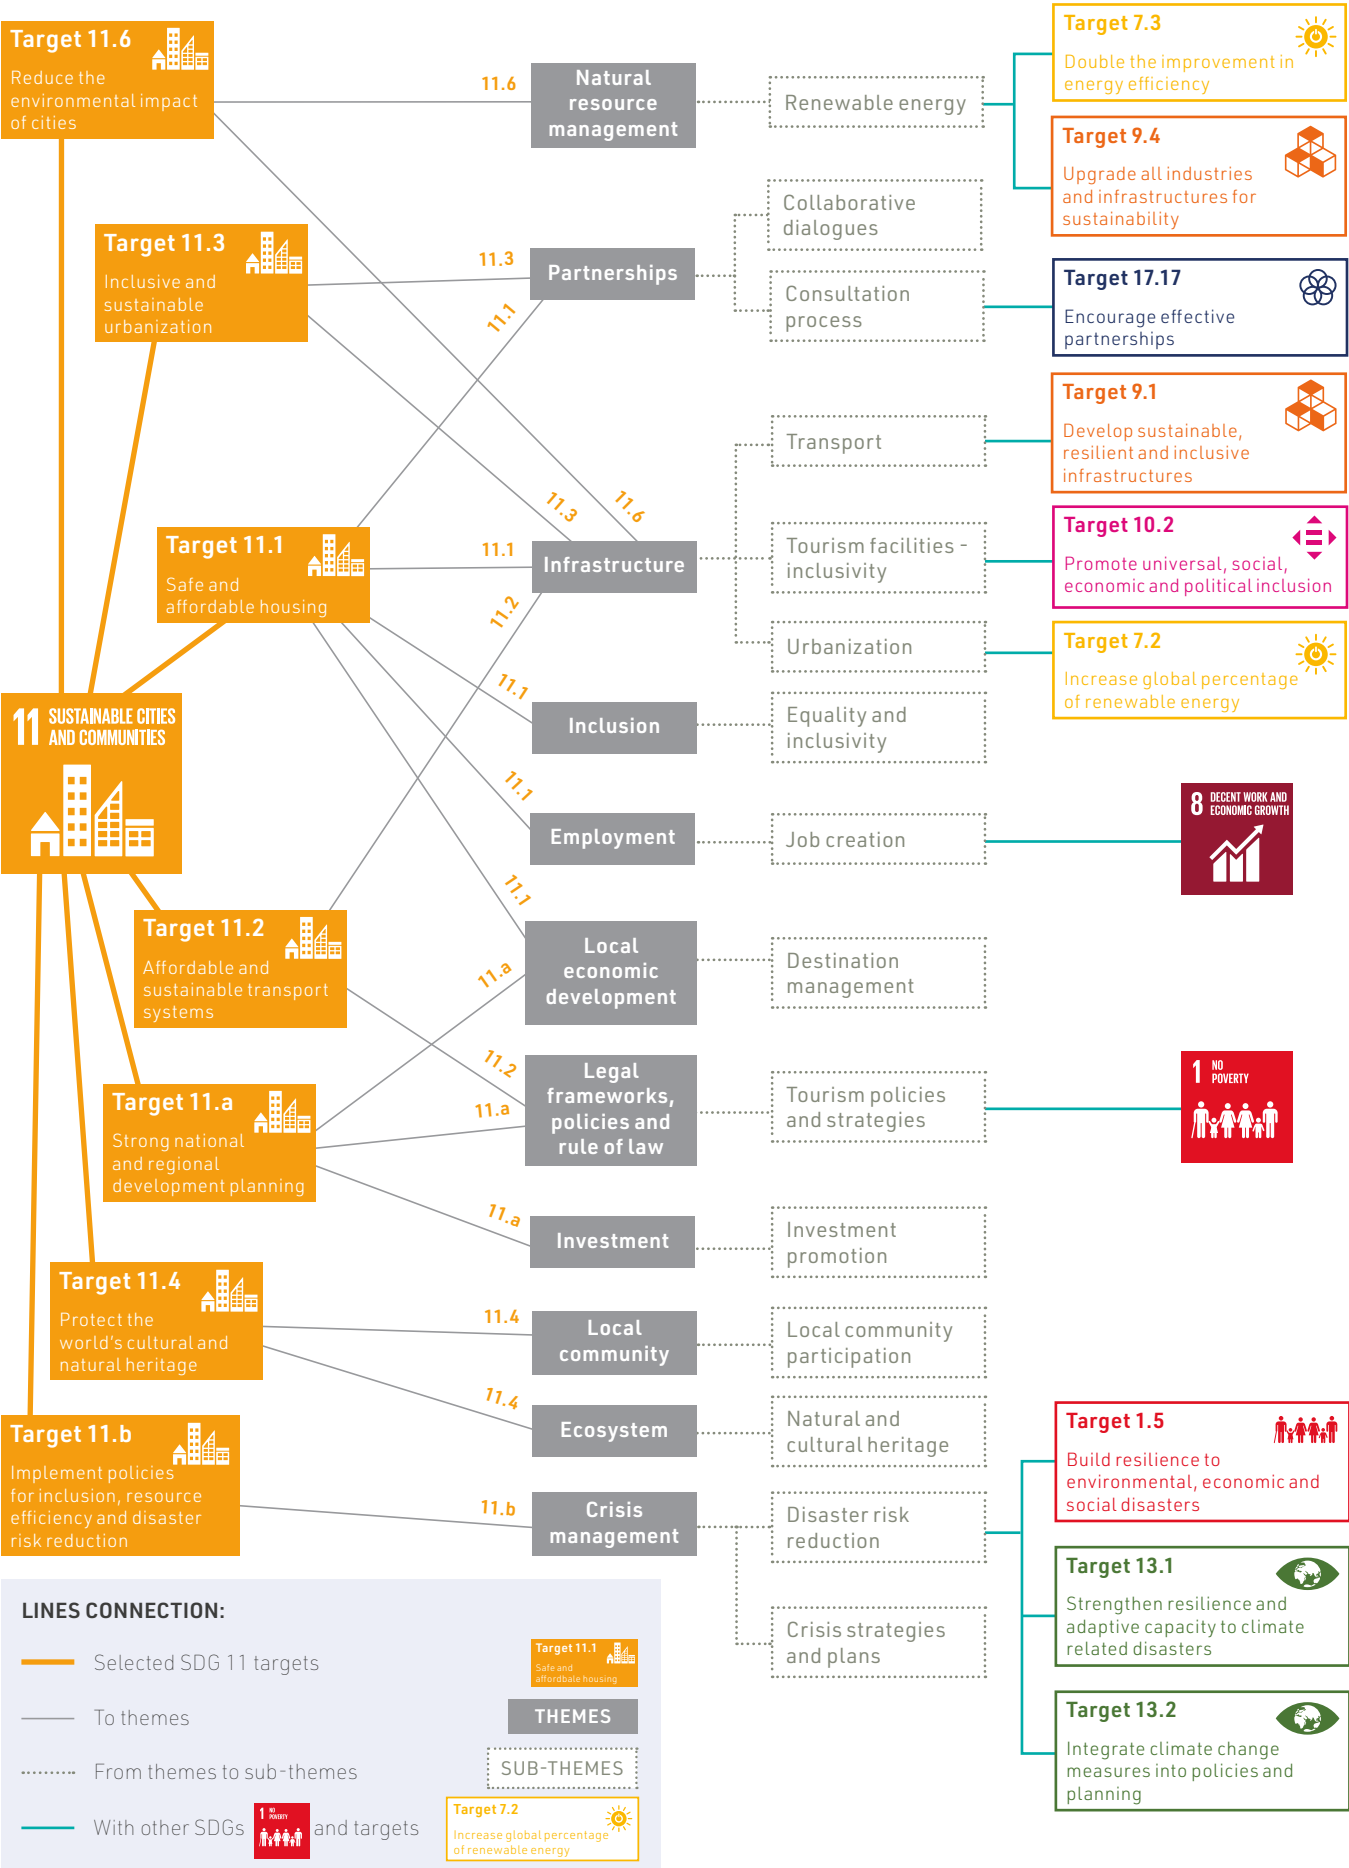 Target 11.6
Reduce the
environmental impact
of cities
11.6
Natural
resource
management
Renewable energy
Target 7.3
Double the improvement in
energy efficiency
Target 9.4
Upgrade all industries
and infrastructures for
sustainability
Target 11.3
Inclusive and
sustainable
urbanization
11.3
11.1
Partnerships
Collaborative
dialogues
Consultation
process
Target 17.17
Encourage effective
partnerships
Target 9.1
Develop sustainable,
resilient and inclusive
infrastructures
Transport
11.3
11.6
Target 11.1
Safe and
affordable housing
11.1
11.2
Infrastructure
Tourism facilities -
inclusivity
Target 10.2
Promote universal, social,
economic and political inclusion
Urbanization
Target 7.2
Increase global percentage
of renewable energy
11 SUSTAINABLE CITIES
AND COMMUNITIES
11.1
Inclusion
Equality and
inclusivity
11.1
Employment
Job creation
8 DECENT WORK AND
ECONOMIC GROWTH
11.1
Target 11.2
Affordable and
sustainable transport
systems
11.a
Local
economic
development
Destination
management
11.2
11.a
Legal
frameworks,
policies and
rule of law
Tourism policies
and strategies
1 NO
POVERTY
Target 11.a
Strong national
and regional
development planning
11.a
Investment
Investment
promotion
Target 11.4
Protect the
world's cultural and
natural heritage
11.4
Local
community
Local community
participation
11.4
Ecosystem
Natural and
cultural heritage
Target 11.b
Implement policies
for inclusion, resource
efficiency and disaster
risk reduction
11.b
Crisis
management
Disaster risk
reduction
Crisis strategies
and plans
Target 1.5
Build resilience to
environmental, economic and
social disasters
Target 13.1
Strengthen resilience and
adaptive capacity to climate
related disasters
Target 13.2
Integrate climate change
measures into policies and
planning
LINES CONNECTION:
Selected SDG 11 targets
Target 11.1
Safe and
affordbale housing
To themes
THEMES
From themes to sub-themes
SUB-THEMES
With other SDGs
1 NO
POVERTY
and targets
Target 7.2
Increase global percentage
of renewable energy